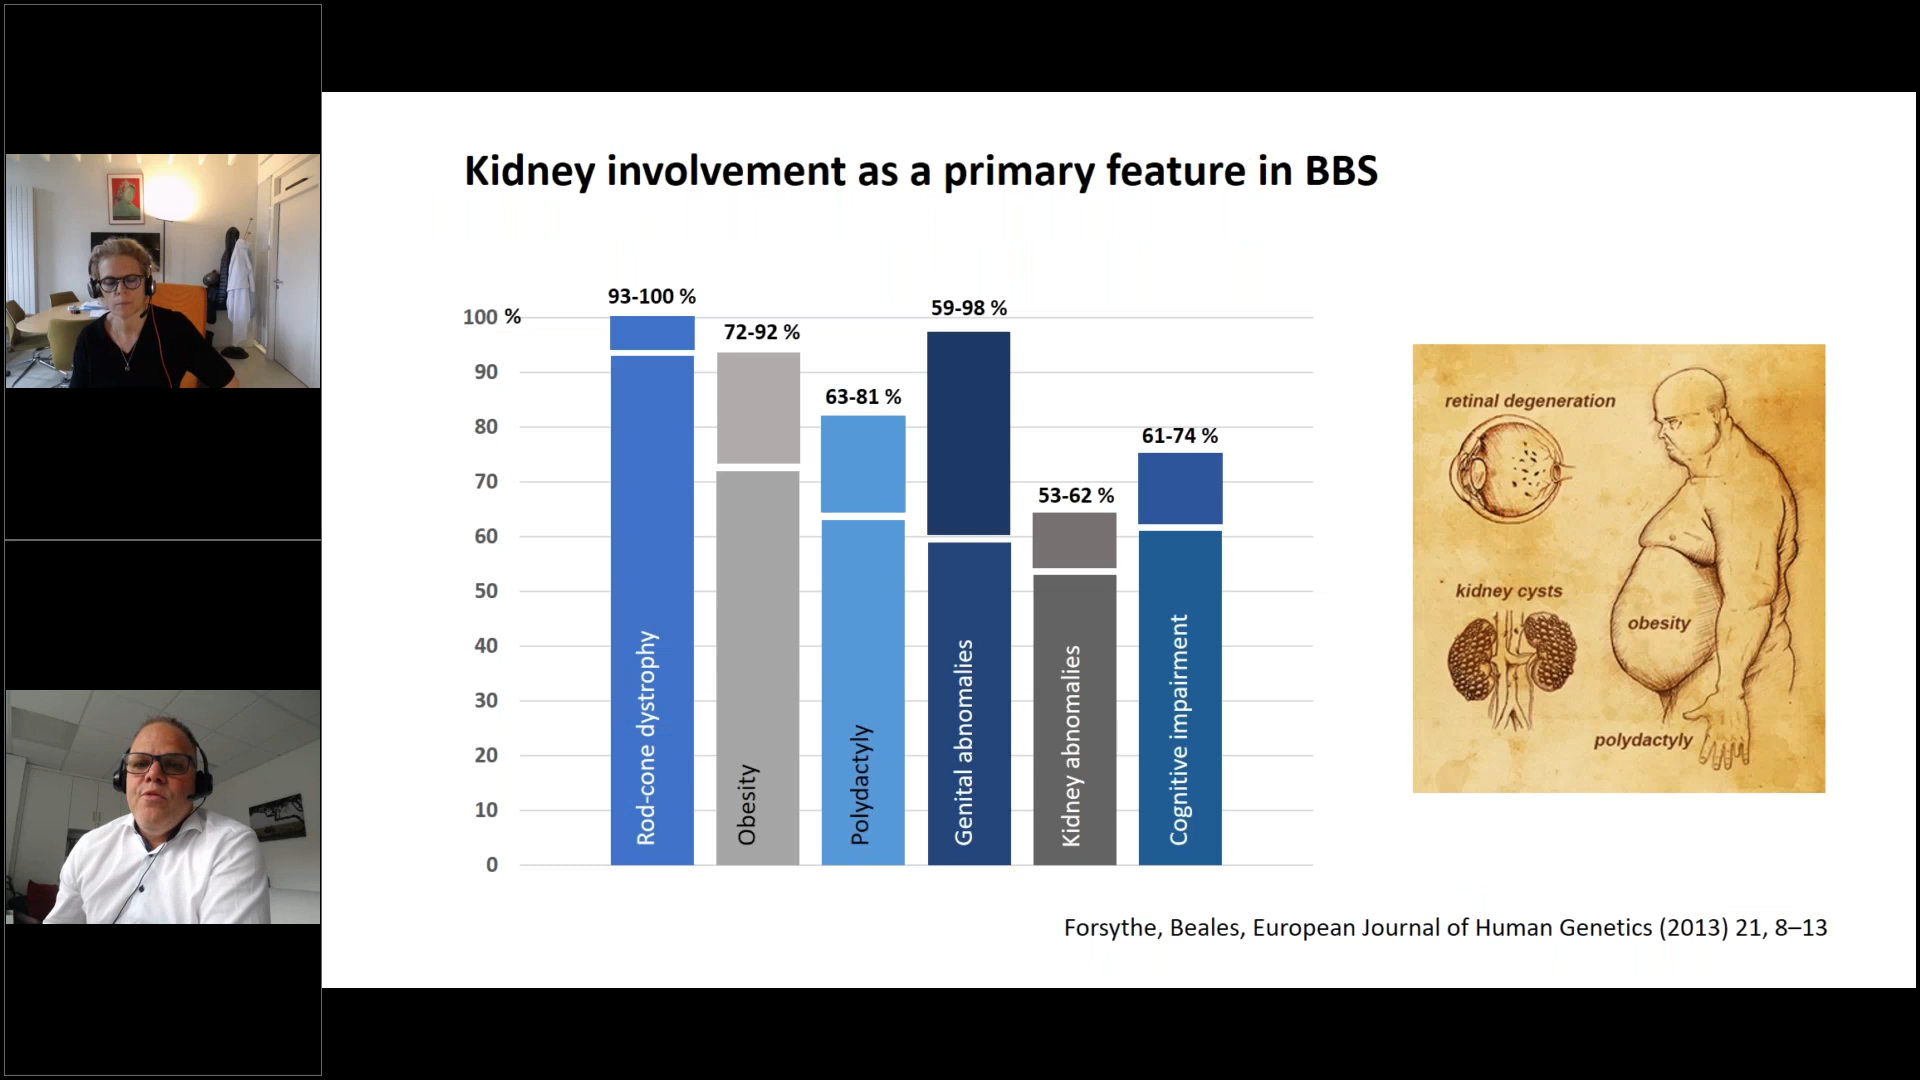 Kidney involvement as a primary feature in BBS
93-100 %
72-92 %
63-81 %
59-98 %
53-62 %
61-74 %
100 %
90
80
70
60
50
40
30
20
10
0
Rod-cone dystrophy
Obesity
Polydactyly
Genital abnomalies
Kidney abnomalies
Cognitive impairment
retinal degeneration
kidney cysts
obesity
polydactyly
Forsythe, Beales, European Journal of Human Genetics (2013) 21, 8–13